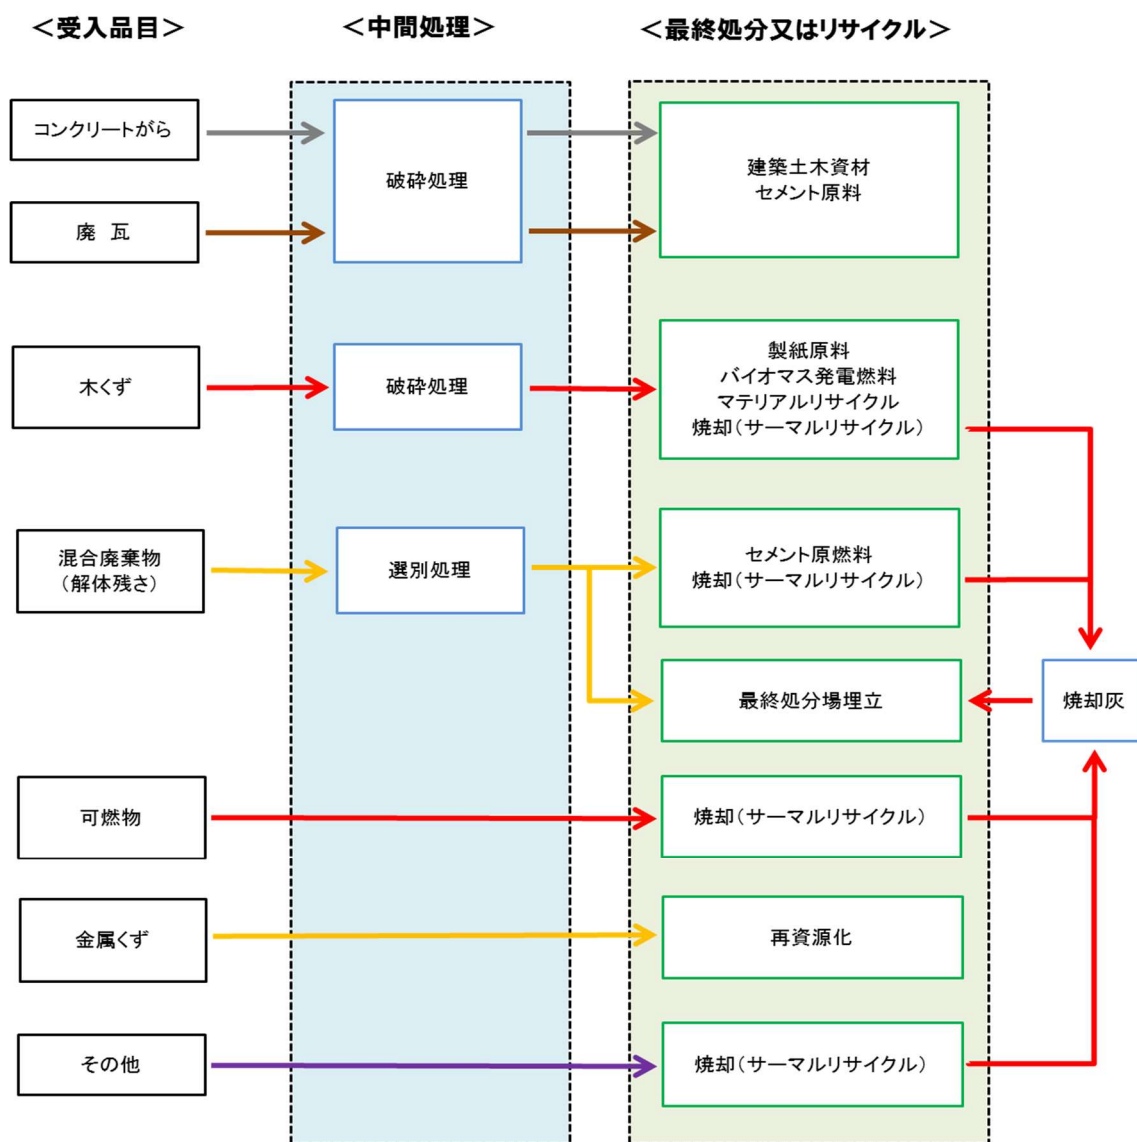 ＜受入品目＞
＜中間処理＞
＜最終処分又はリサイクル＞
コンクリートがら
破砕処理
建築土木資材
セメント原料
廃　瓦
木くず
破砕処理
製紙原料
バイオマス発電燃料
マテリアルリサイクル
焼却（サーマルリサイクル）
混合廃棄物
（解体残さ）
選別処理
セメント原燃料
焼却（サーマルリサイクル）
最終処分場埋立
焼却灰
可燃物
焼却（サーマルリサイクル）
金属くず
再資源化
その他
焼却（サーマルリサイクル）